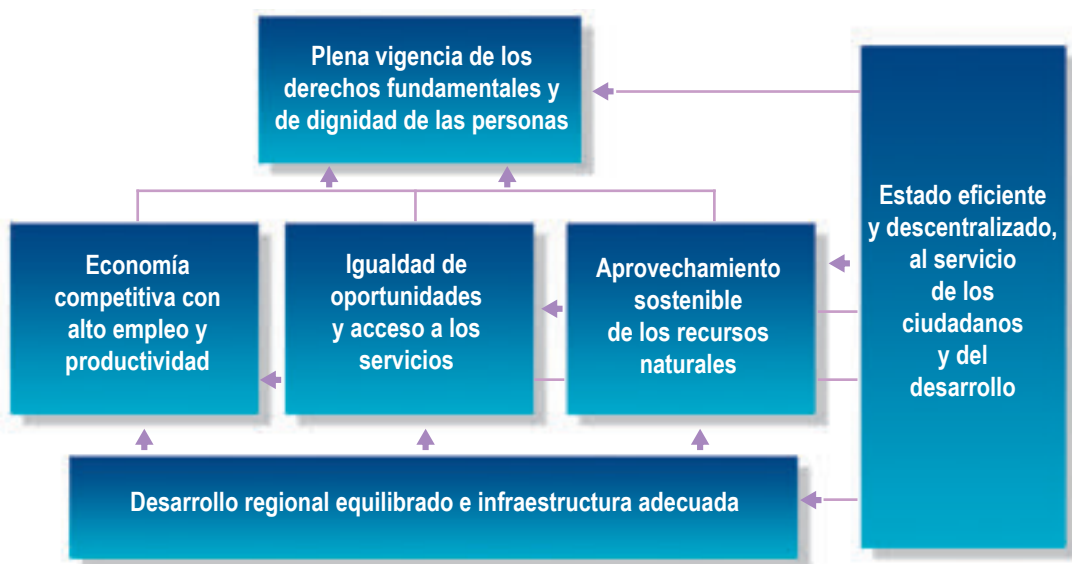 Plena vigencia de los
derechos fundamentales y
de dignidad de las personas
Economía
competitiva con
alto empleo y
productividad
Igualdad de
oportunidades
y acceso a los
servicios
Aprovechamiento
sostenible
de los recursos
naturales
Estado eficiente
y descentralizado,
al servicio
de los
ciudadanos
y del
desarrollo
Desarrollo regional equilibrado e infraestructura adecuada